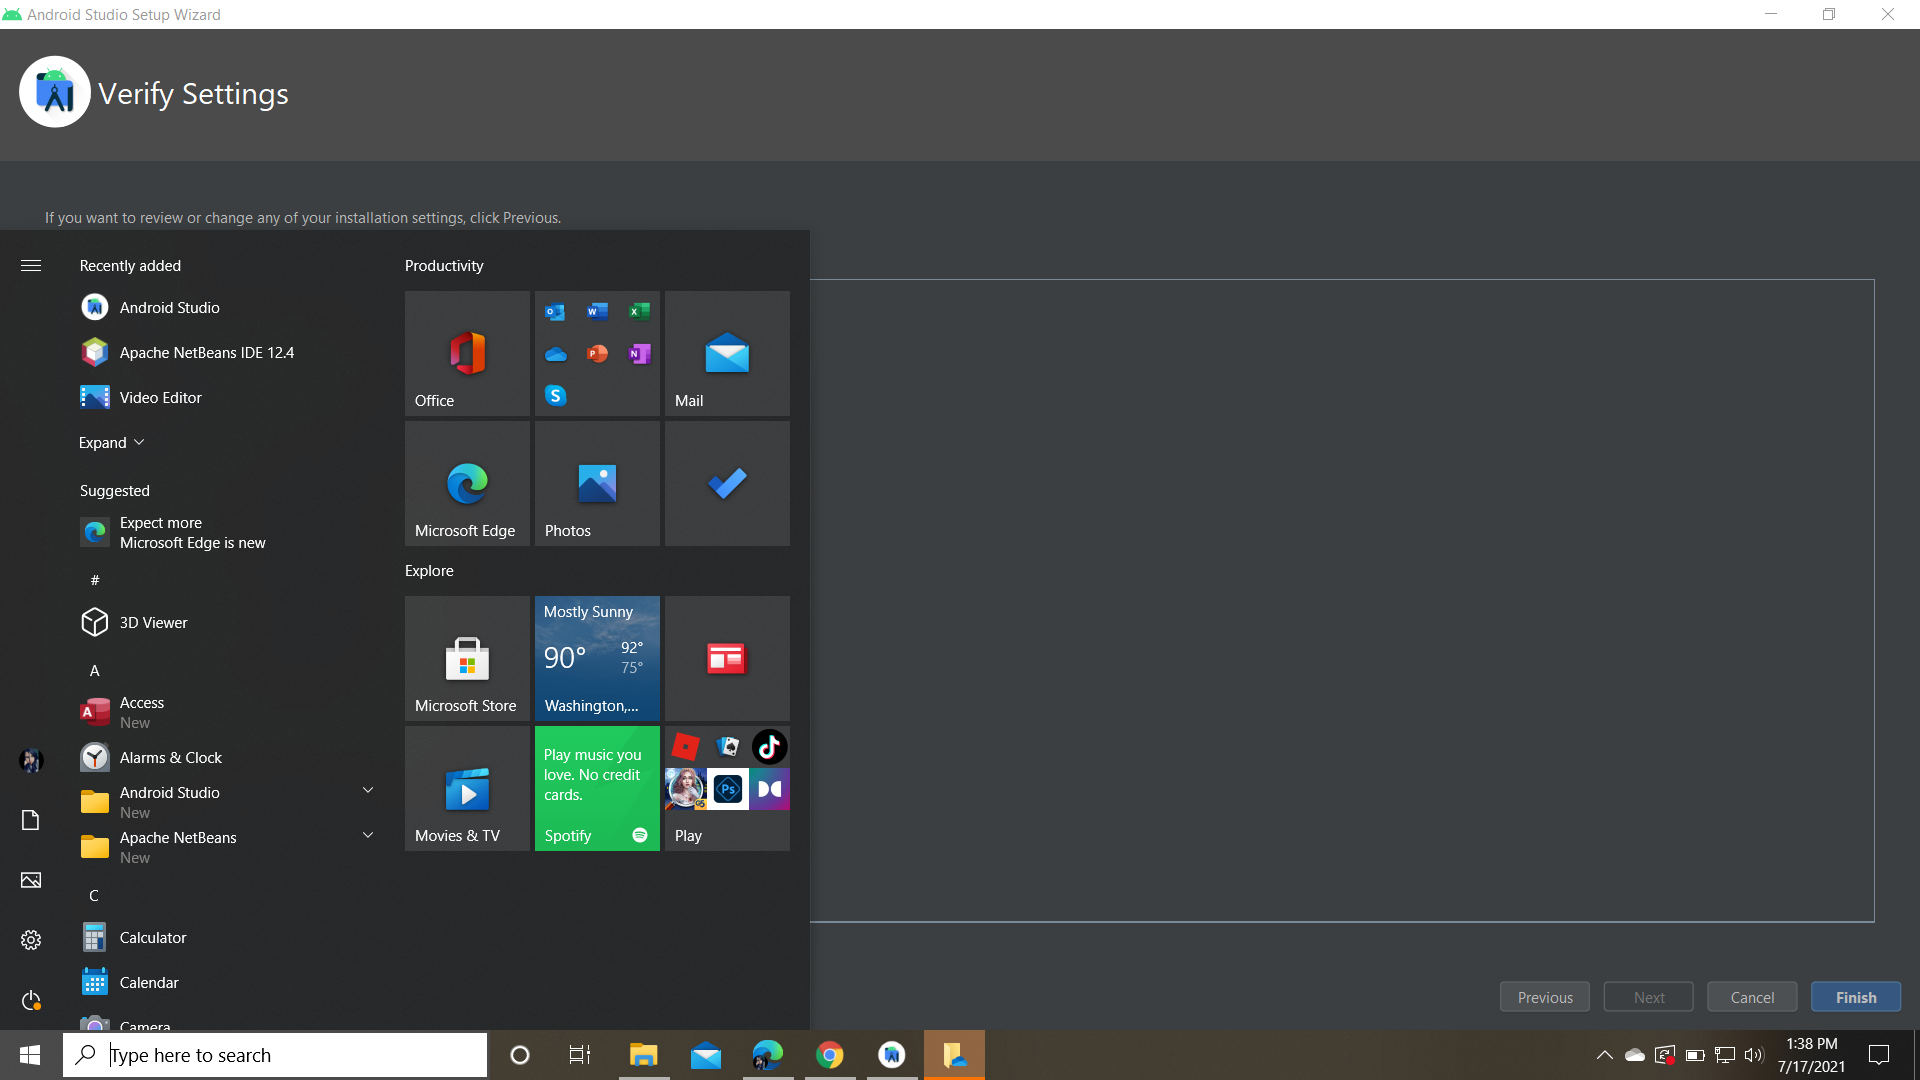 Android Studio Setup Wizard
Verify Settings
If you want to review or change any of your installation settings, click Previous.
Recently added
Android Studio
Apache NetBeans IDE 12.4
Video Editor
Expand
Suggested
Expect more
Microsoft Edge is new
#
3D Viewer
A
Access
New
Alarms & Clock
Android Studio
New
Apache NetBeans
New
C
Calculator
Calendar
Camera
Productivity
Office
Mail
Microsoft Edge
Photos
Explore
Microsoft Store
Mostly Sunny
90°
92°
75°
Washington,...
Movies & TV
Play music you
love. No credit
cards.
Spotify
Play
Previous
Next
Cancel
Finish
Type here to search
1:38 PM
7/17/2021